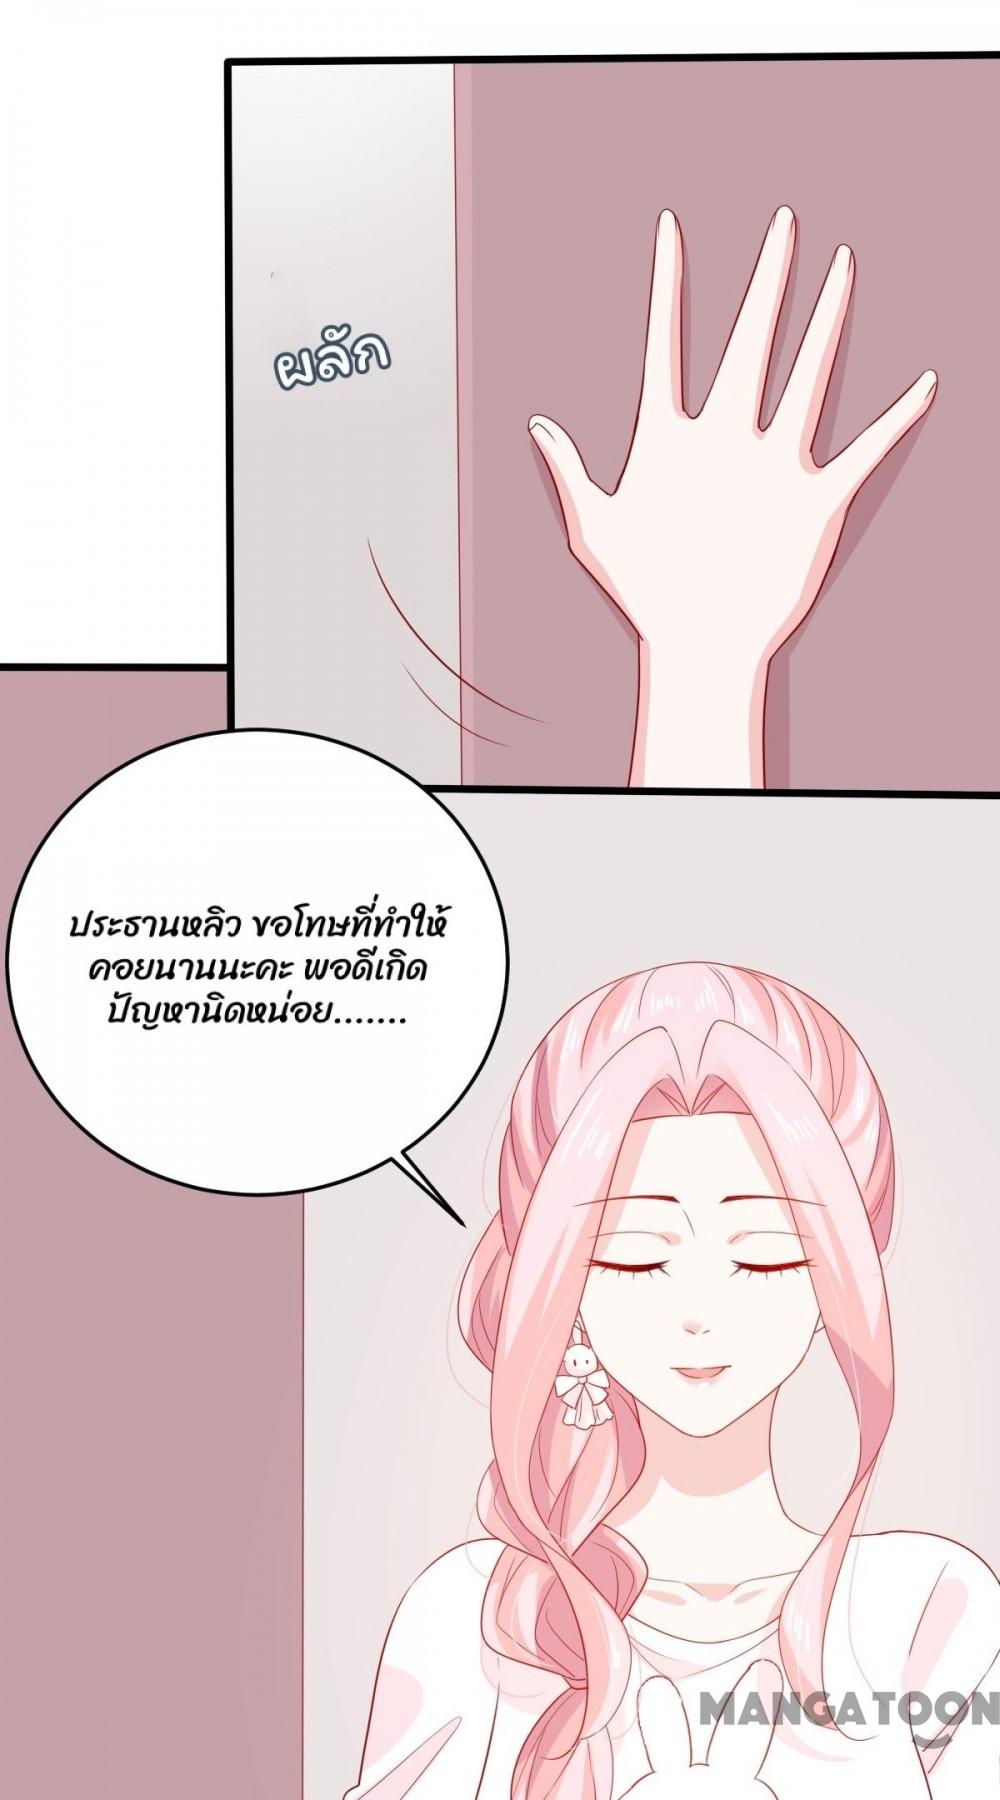 ผลัก
ประธานหลิว ขอโทษที่ทำให้
คอยนานนะคะ พอดีเกิด
ปัญหานิดหน่อย.......
MANGATOON